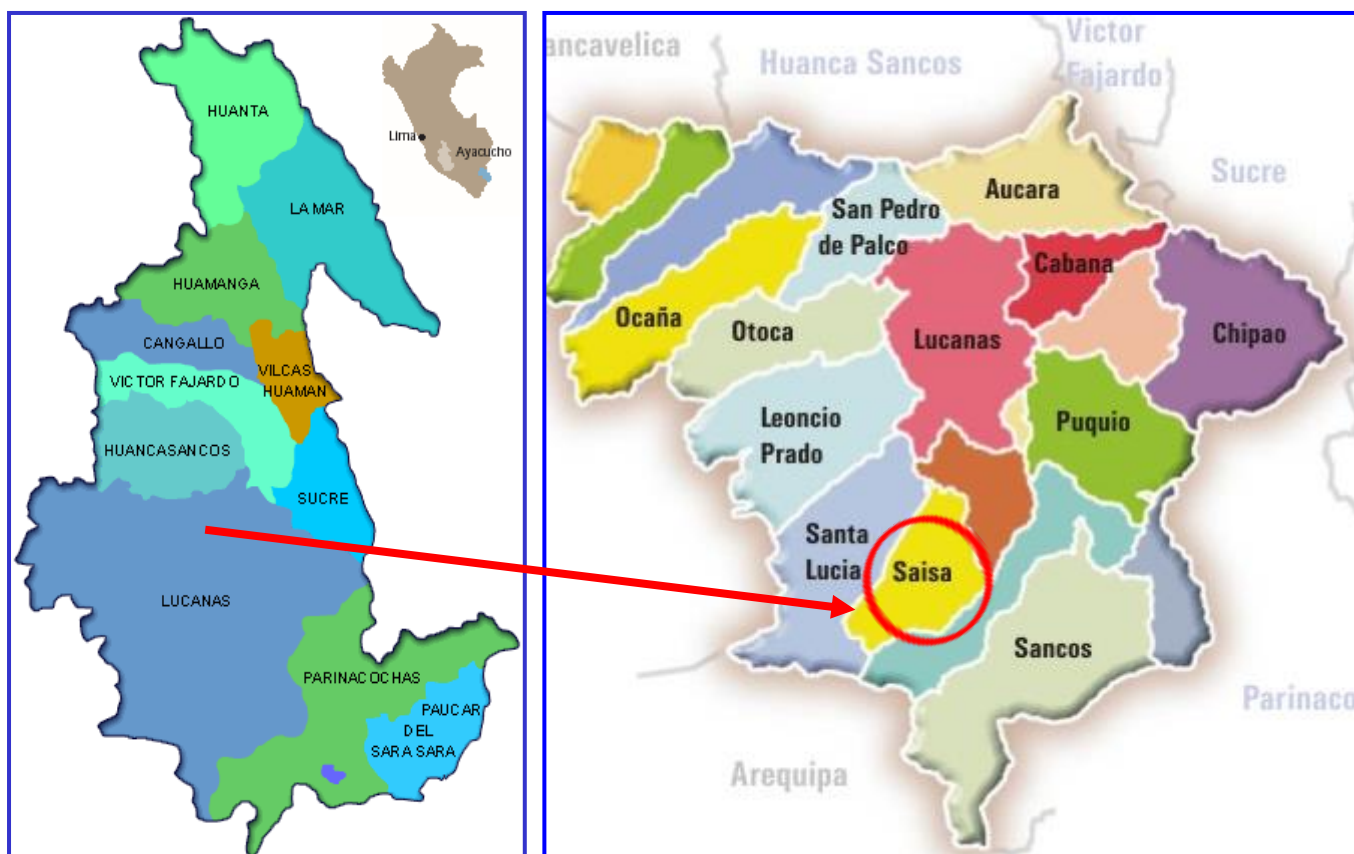 HUANTA
Lima
Ayacucho
LA MAR
HUAMANGA
CANGALLO
VILCAS
HUAMAN
VICTOR FAJARDO
HUANCASANCOS
SUCRE
LUCANAS
PARINACOCHAS
PAUCAR
DEL
SARA SARA
ancavelica
Huanca Sancos
Victor
Fajardo
Sucre
Aucara
San Pedro
de Palco
Cabana
Ocaña
Otoca
Lucanas
Chipao
Leoncio
Prado
Puquio
Santa
Lucia
Saisa
Sancos
Parinaco
Arequipa